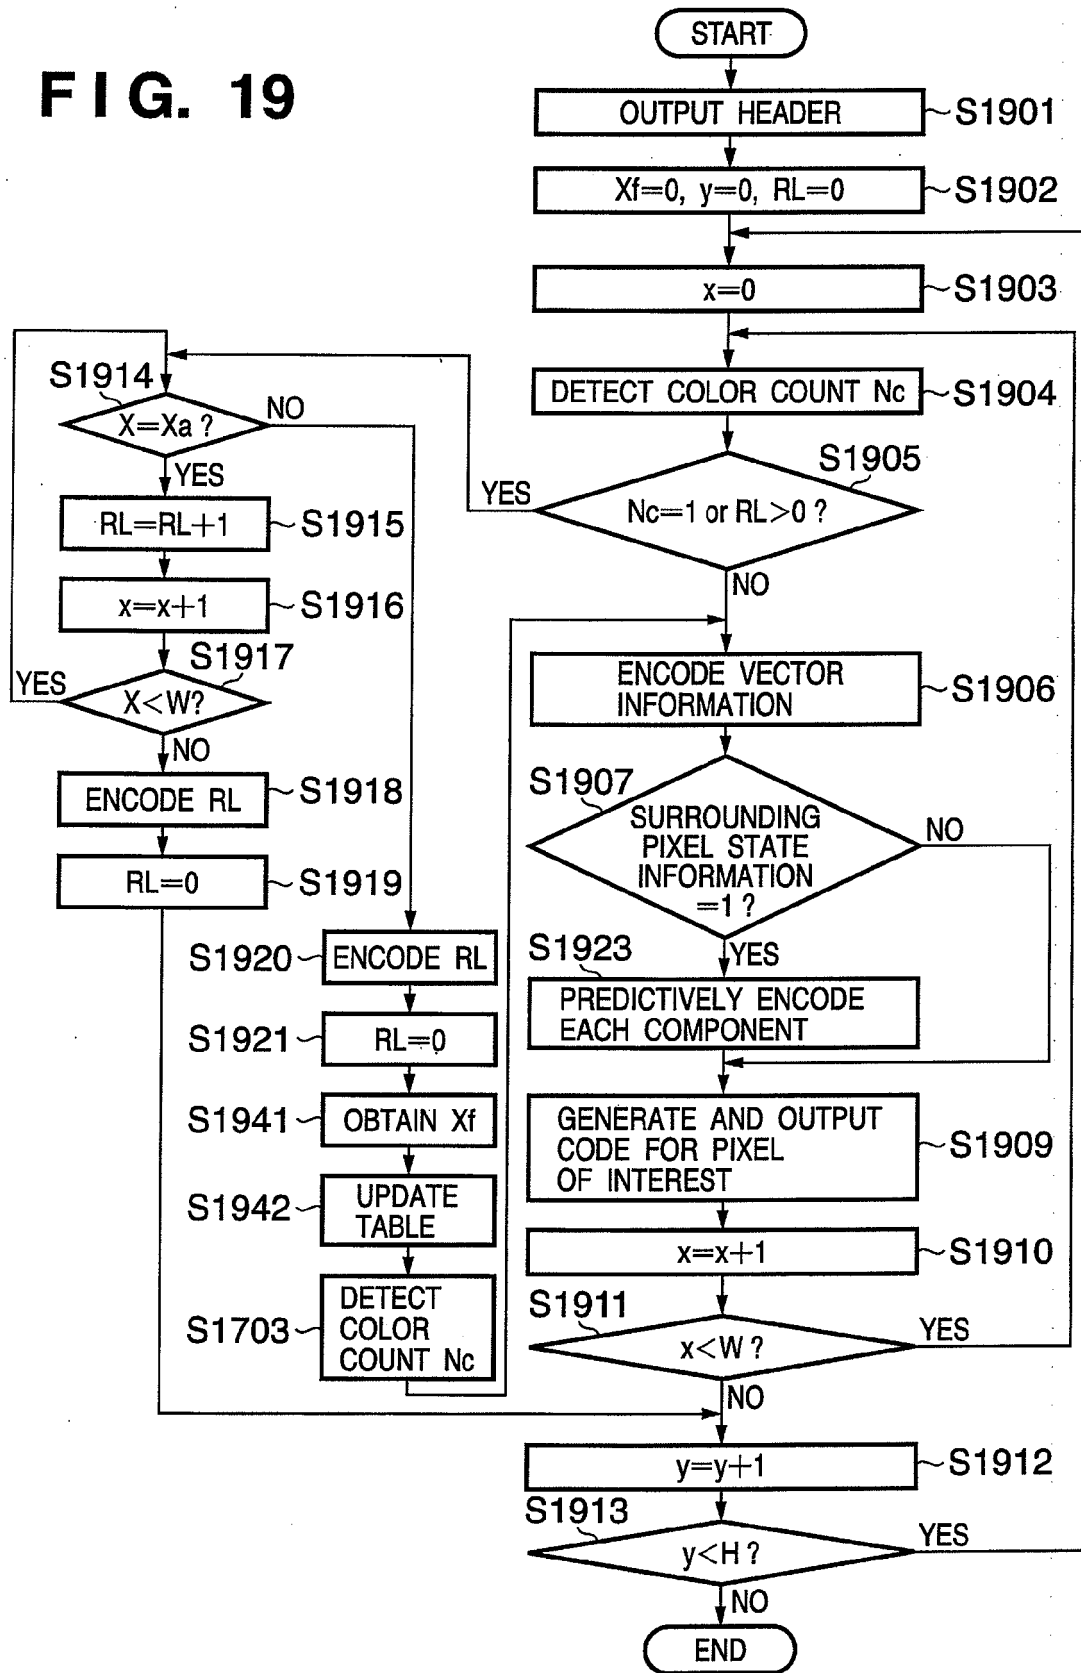 FIG. 19
START
OUTPUT HEADER
S1901
Xf=0, y=0, RL=0
S1902
x=0
S1903
DETECT COLOR COUNT Nc
S1904
S1905
Nc=1 or RL>0 ?
YES
NO
S1914
X=Xa ?
NO
YES
RL=RL+1
S1915
x=x+1
S1916
S1917
X<W?
YES
NO
ENCODE RL
S1918
RL=0
S1919
S1920
ENCODE RL
S1921
RL=0
S1941
OBTAIN Xf
S1942
UPDATE
TABLE
S1703
DETECT
COLOR
COUNT Nc
ENCODE VECTOR
INFORMATION
S1906
S1907
SURROUNDING
PIXEL STATE
INFORMATION
=1 ?
NO
YES
S1923
PREDICTIVELY ENCODE
EACH COMPONENT
GENERATE AND OUTPUT
CODE FOR PIXEL
OF INTEREST
S1909
x=x+1
S1910
S1911
x<W ?
YES
NO
y=y+1
S1912
S1913
y<H ?
YES
NO
END